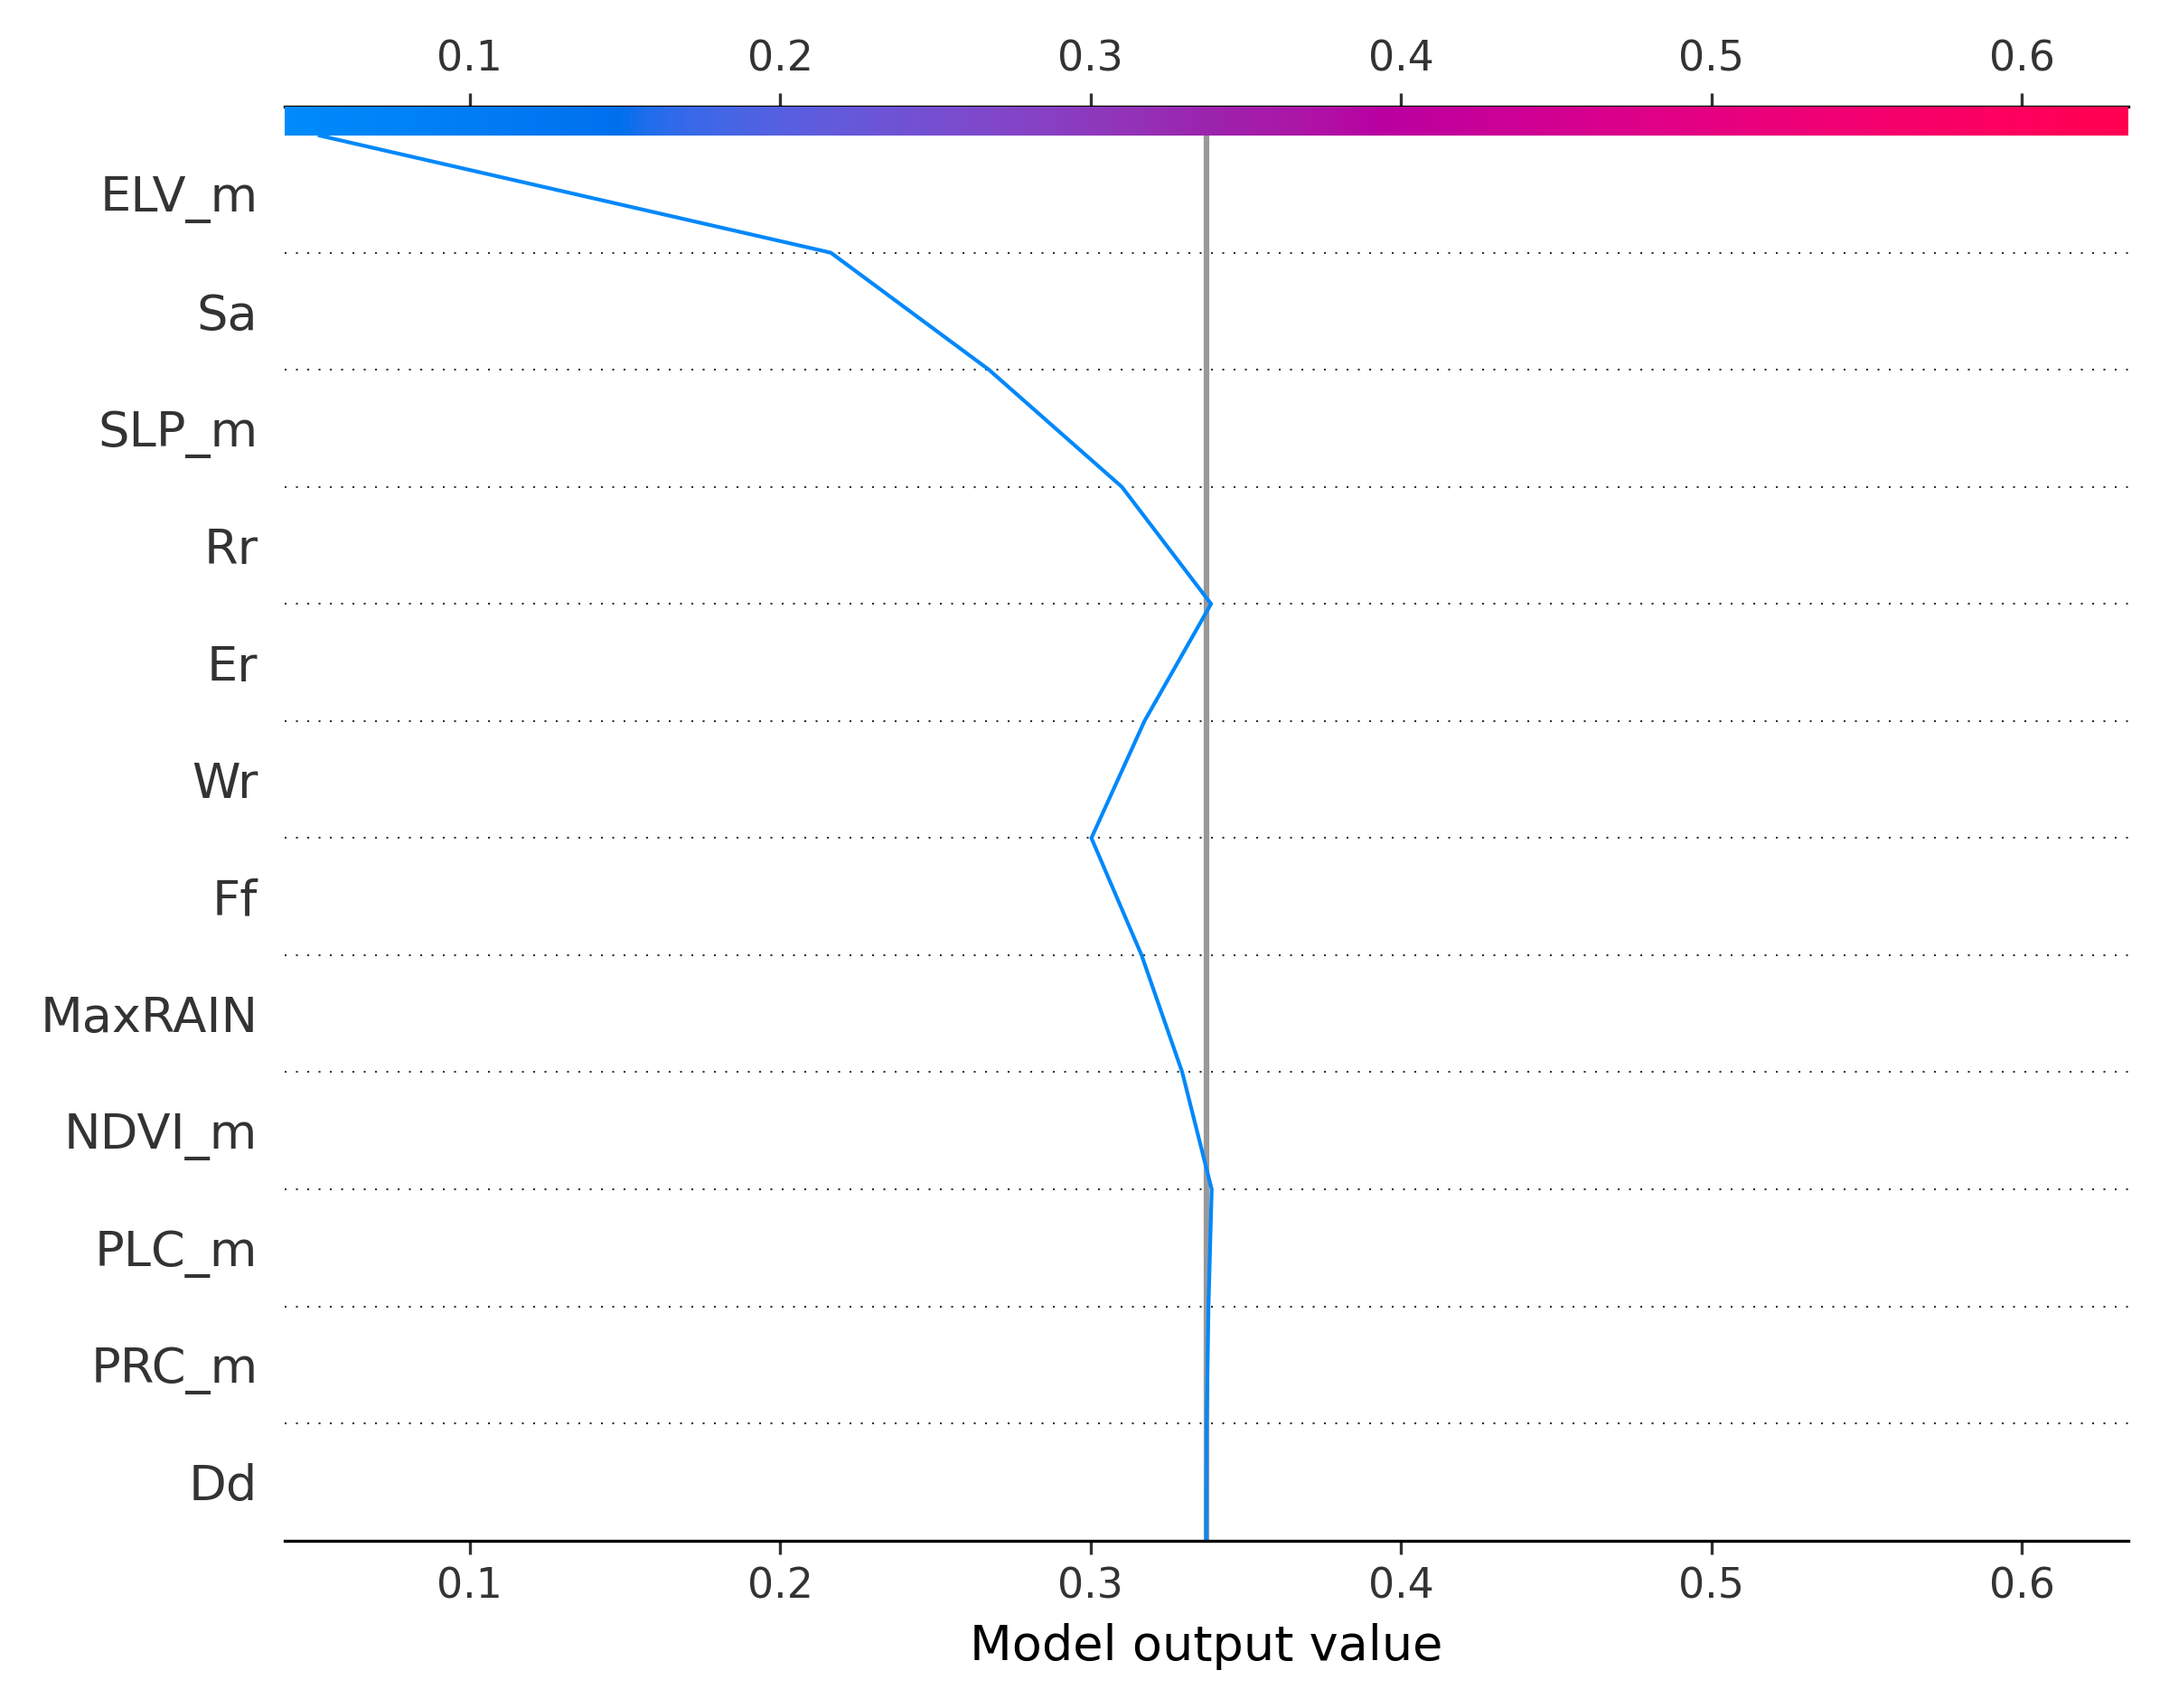 0.1 0.2 0.3 0.4 0.5 0.6
ELV_m
Sa
SLP_m
Rr
Er
Wr
Ff
MaxRAIN
NDVI_m
PLC_m
PRC_m
Dd
0.1 0.2 0.3 0.4 0.5 0.6
Model output value